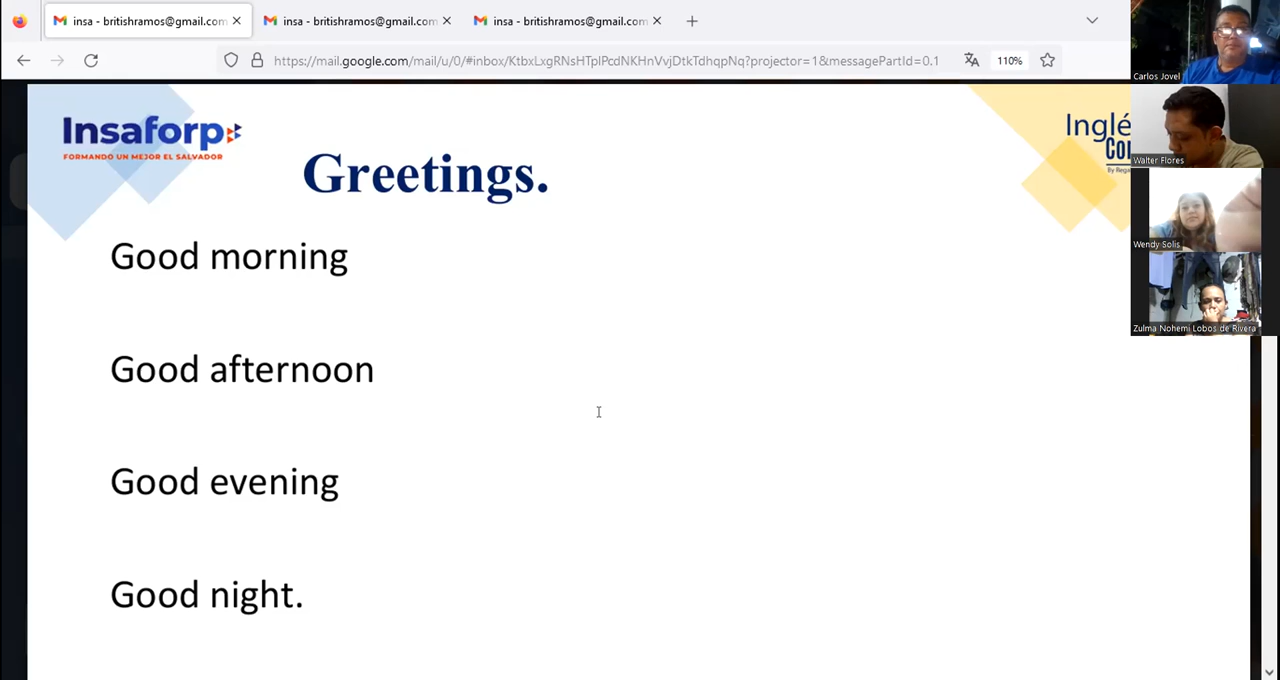 insa - britishramos@gmail.com
insa - britishramos@gmail.com
insa - britishramos@gmail.com
https://mail.google.com/mail/u/0/#inbox/KtbxLxgRNsHTplPcdNKHnVvjDtkTdhqpNq?projector=1&messagePartId=0.1
110%
Insaforp
FORMANDO UN MEJOR EL SALVADOR
Greetings.
Good morning
Good afternoon
Good evening
Good night.
Carlos Jovel
Walter Flores
Wendy Solis
Zulma Nohemi Lobos de Rivera